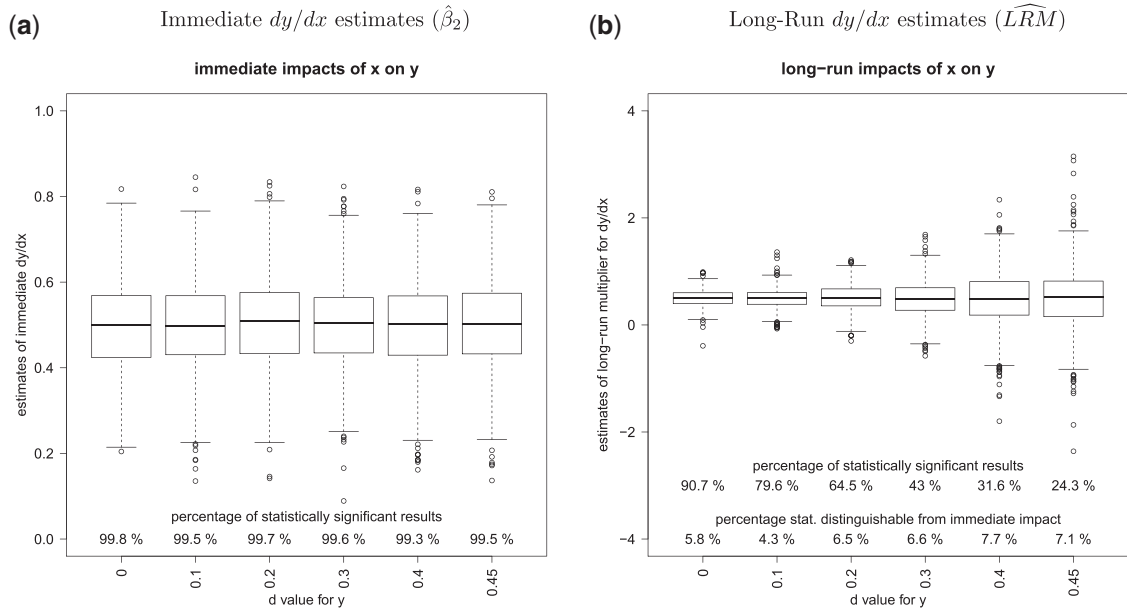 (a) Immediate dy/dx estimates (β̂₂)
immediate impacts of x on y
estimates of immediate dy/dx
1.0
0.8
0.6
0.4
0.2
0.0
percentage of statistically significant results
99.8 % 99.5 % 99.7 % 99.6 % 99.3 % 99.5 %
0 0.1 0.2 0.3 0.4 0.45
d value for y
(b) Long-Run dy/dx estimates (L̂R̂M̂)
long−run impacts of x on y
estimates of long−run multiplier for dy/dx
4
2
0
−2
−4
percentage of statistically significant results
90.7 % 79.6 % 64.5 % 43 % 31.6 % 24.3 %
percentage stat. distinguishable from immediate impact
5.8 % 4.3 % 6.5 % 6.6 % 7.7 % 7.1 %
0 0.1 0.2 0.3 0.4 0.45
d value for y